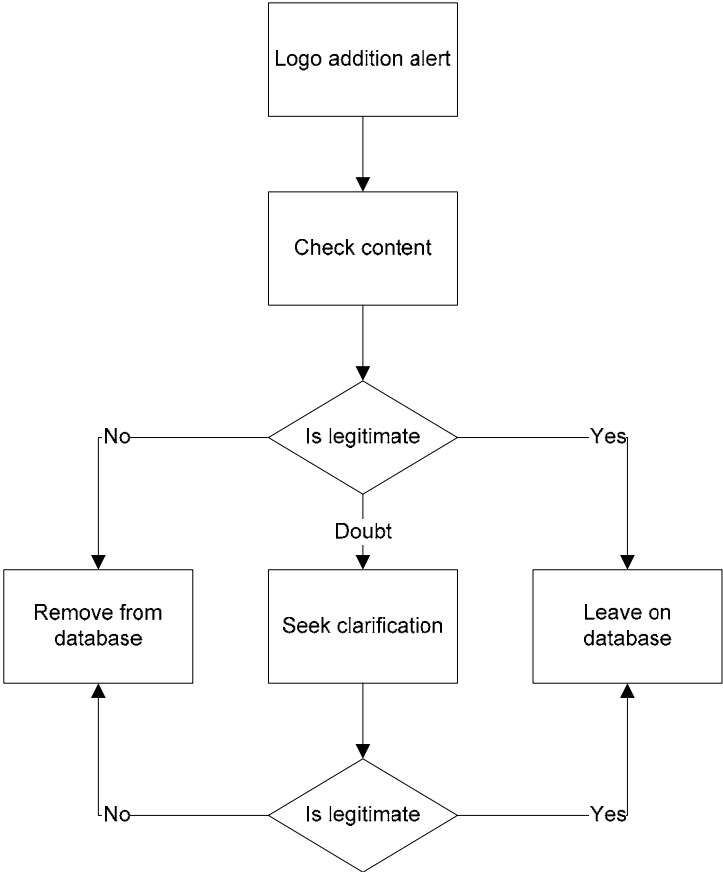 Logo addition alert
Check content
Is legitimate
No
Yes
Doubt
Remove from
database
Seek clarification
Leave on
database
Is legitimate
No
Yes